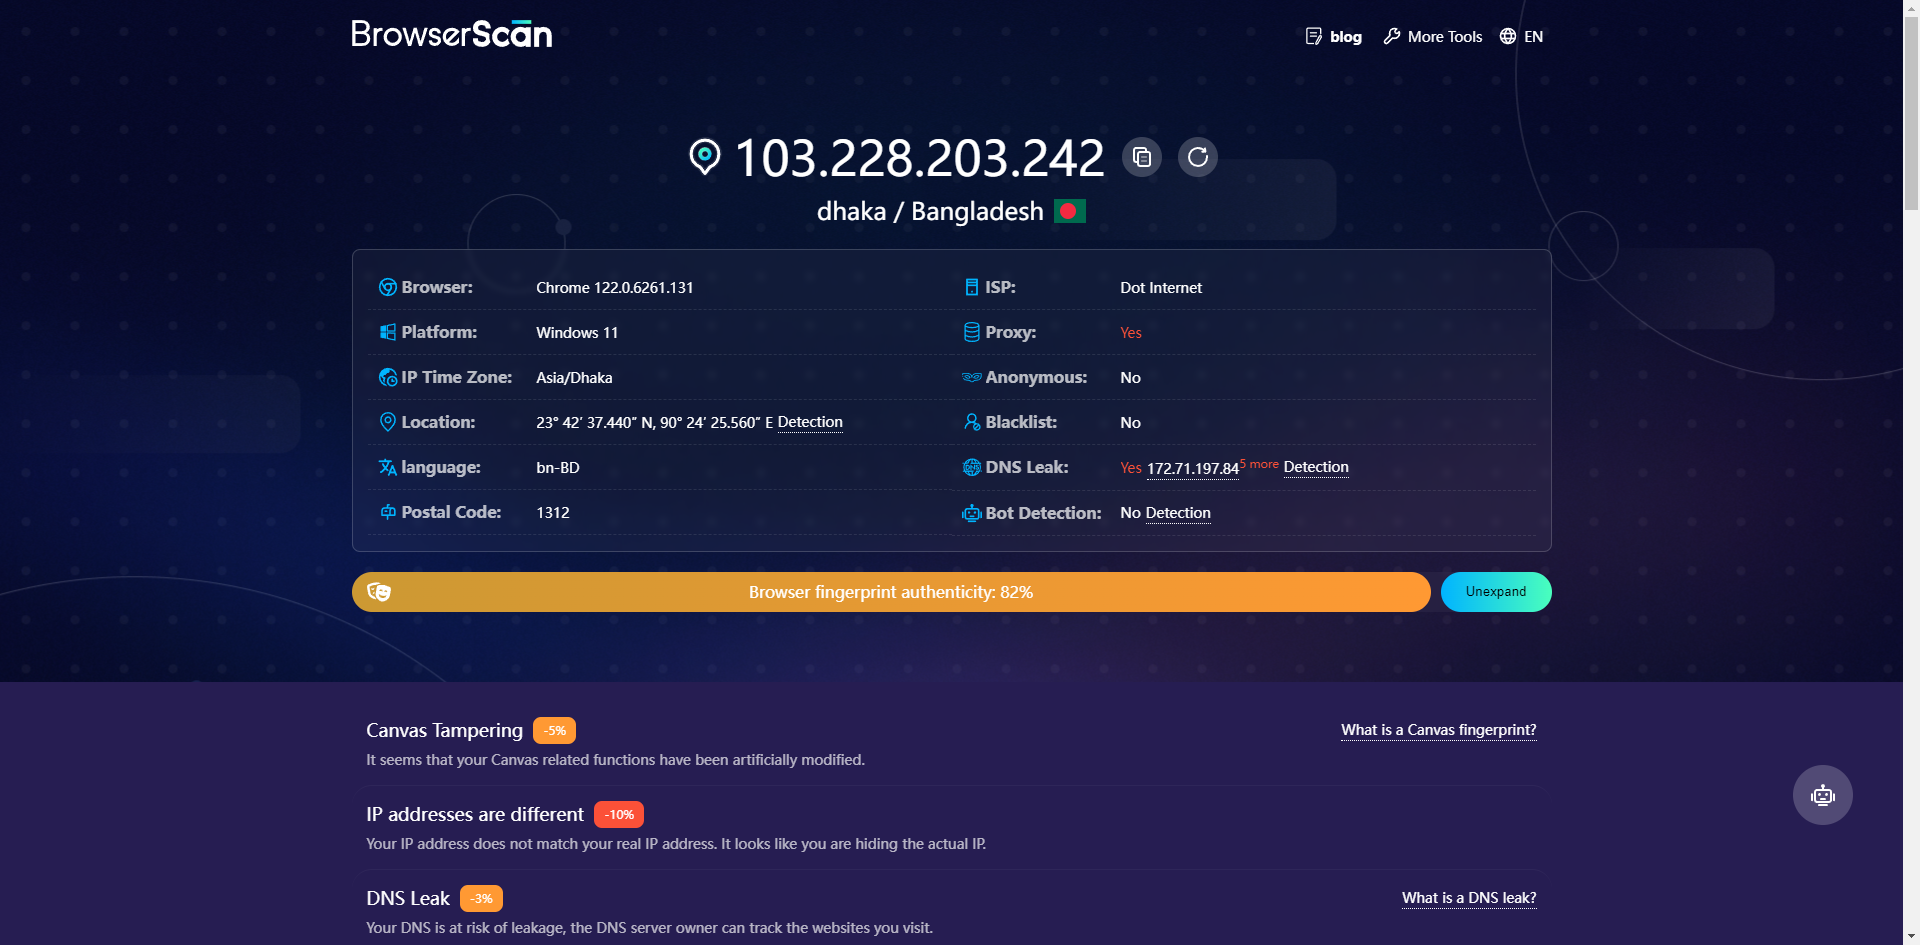 BrowserScan
blog
More Tools
EN
103.228.203.242
dhaka / Bangladesh
Browser: Chrome 122.0.6261.131
ISP: Dot Internet
Platform: Windows 11
Proxy: Yes
IP Time Zone: Asia/Dhaka
Anonymous: No
Location: 23° 42′ 37.440″ N, 90° 24′ 25.560″ E Detection
Blacklist: No
language: bn-BD
DNS Leak: Yes 172.71.197.84 5 more Detection
Postal Code: 1312
Bot Detection: No Detection
Browser fingerprint authenticity: 82%
Unexpand
Canvas Tampering -5%
What is a Canvas fingerprint?
It seems that your Canvas related functions have been artificially modified.
IP addresses are different -10%
Your IP address does not match your real IP address. It looks like you are hiding the actual IP.
DNS Leak -3%
What is a DNS leak?
Your DNS is at risk of leakage, the DNS server owner can track the websites you visit.